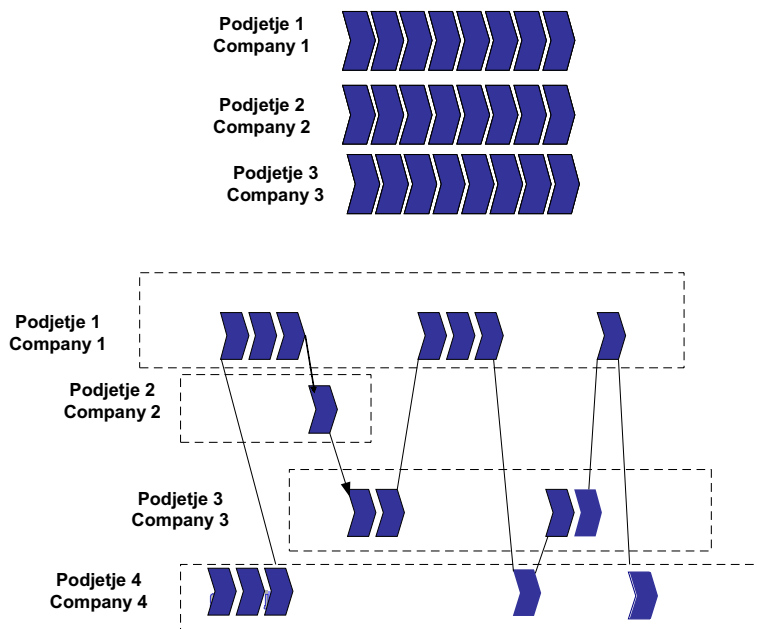 Podjetje 1
Company 1
Podjetje 2
Company 2
Podjetje 3
Company 3
Podjetje 1
Company 1
Podjetje 2
Company 2
Podjetje 3
Company 3
Podjetje 4
Company 4